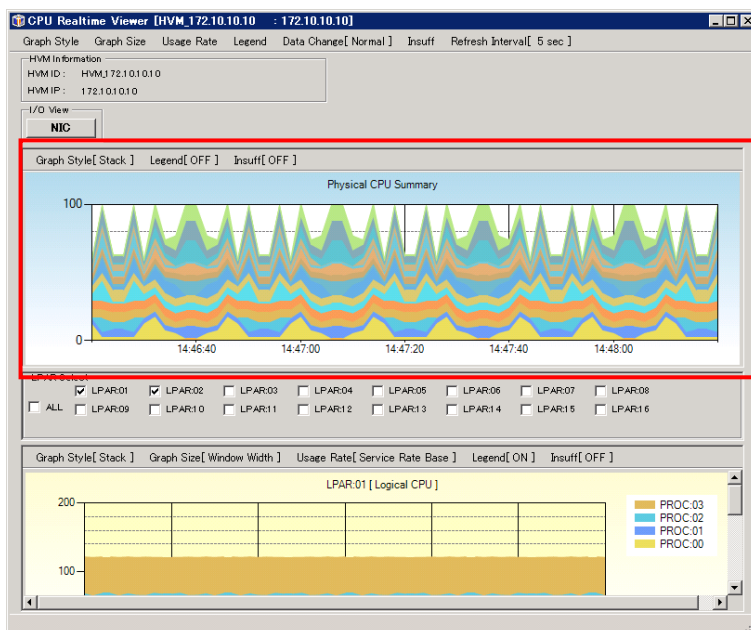 CPU Realtime Viewer [HVM_172.10.10.10 : 172.10.10.10]
Graph Style Graph Size Usage Rate Legend Data Change[ Normal ] Insuff Refresh Interval[ 5 sec ]
HVM Information
HVM ID : HVM_172.10.10.10
HVM IP : 172.10.10.10
I/O View
NIC
Graph Style[ Stack ] Legend[ OFF ] Insuff[ OFF ]
Physical CPU Summary
100
0
14:46:40 14:47:00 14:47:20 14:47:40 14:48:00
LPAR Select
LPAR:01 LPAR:02 LPAR:03 LPAR:04 LPAR:05 LPAR:06 LPAR:07 LPAR:08
ALL LPAR:09 LPAR:10 LPAR:11 LPAR:12 LPAR:13 LPAR:14 LPAR:15 LPAR:16
Graph Style[ Stack ] Graph Size[ Window Width ] Usage Rate[ Service Rate Base ] Legend[ ON ] Insuff[ OFF ]
LPAR:01 [ Logical CPU ]
200
100
PROC:03
PROC:02
PROC:01
PROC:00